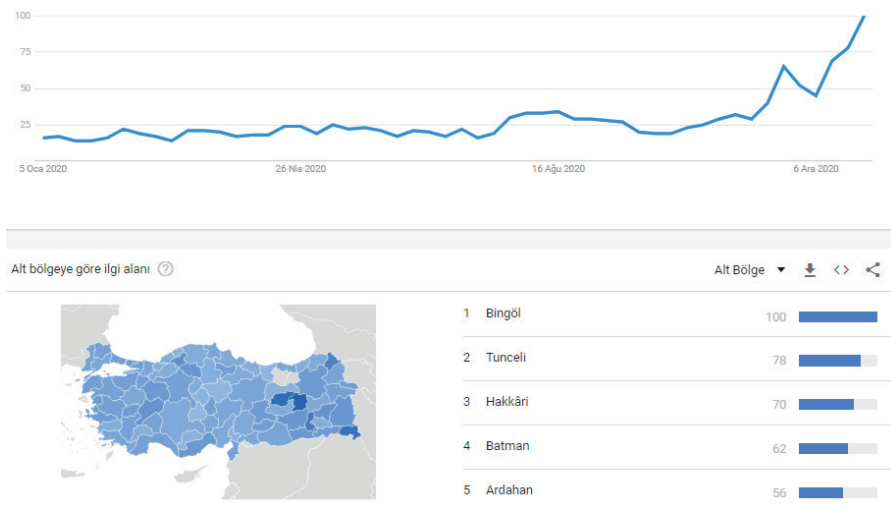 100
75
50
25
5 Oca 2020 26 Nis 2020 16 Ağu 2020 6 Ara 2020
Alt bölgeye göre ilgi alanı ? Alt Bölge
1 Bingöl 100
2 Tunceli 78
3 Hakkâri 70
4 Batman 62
5 Ardahan 56